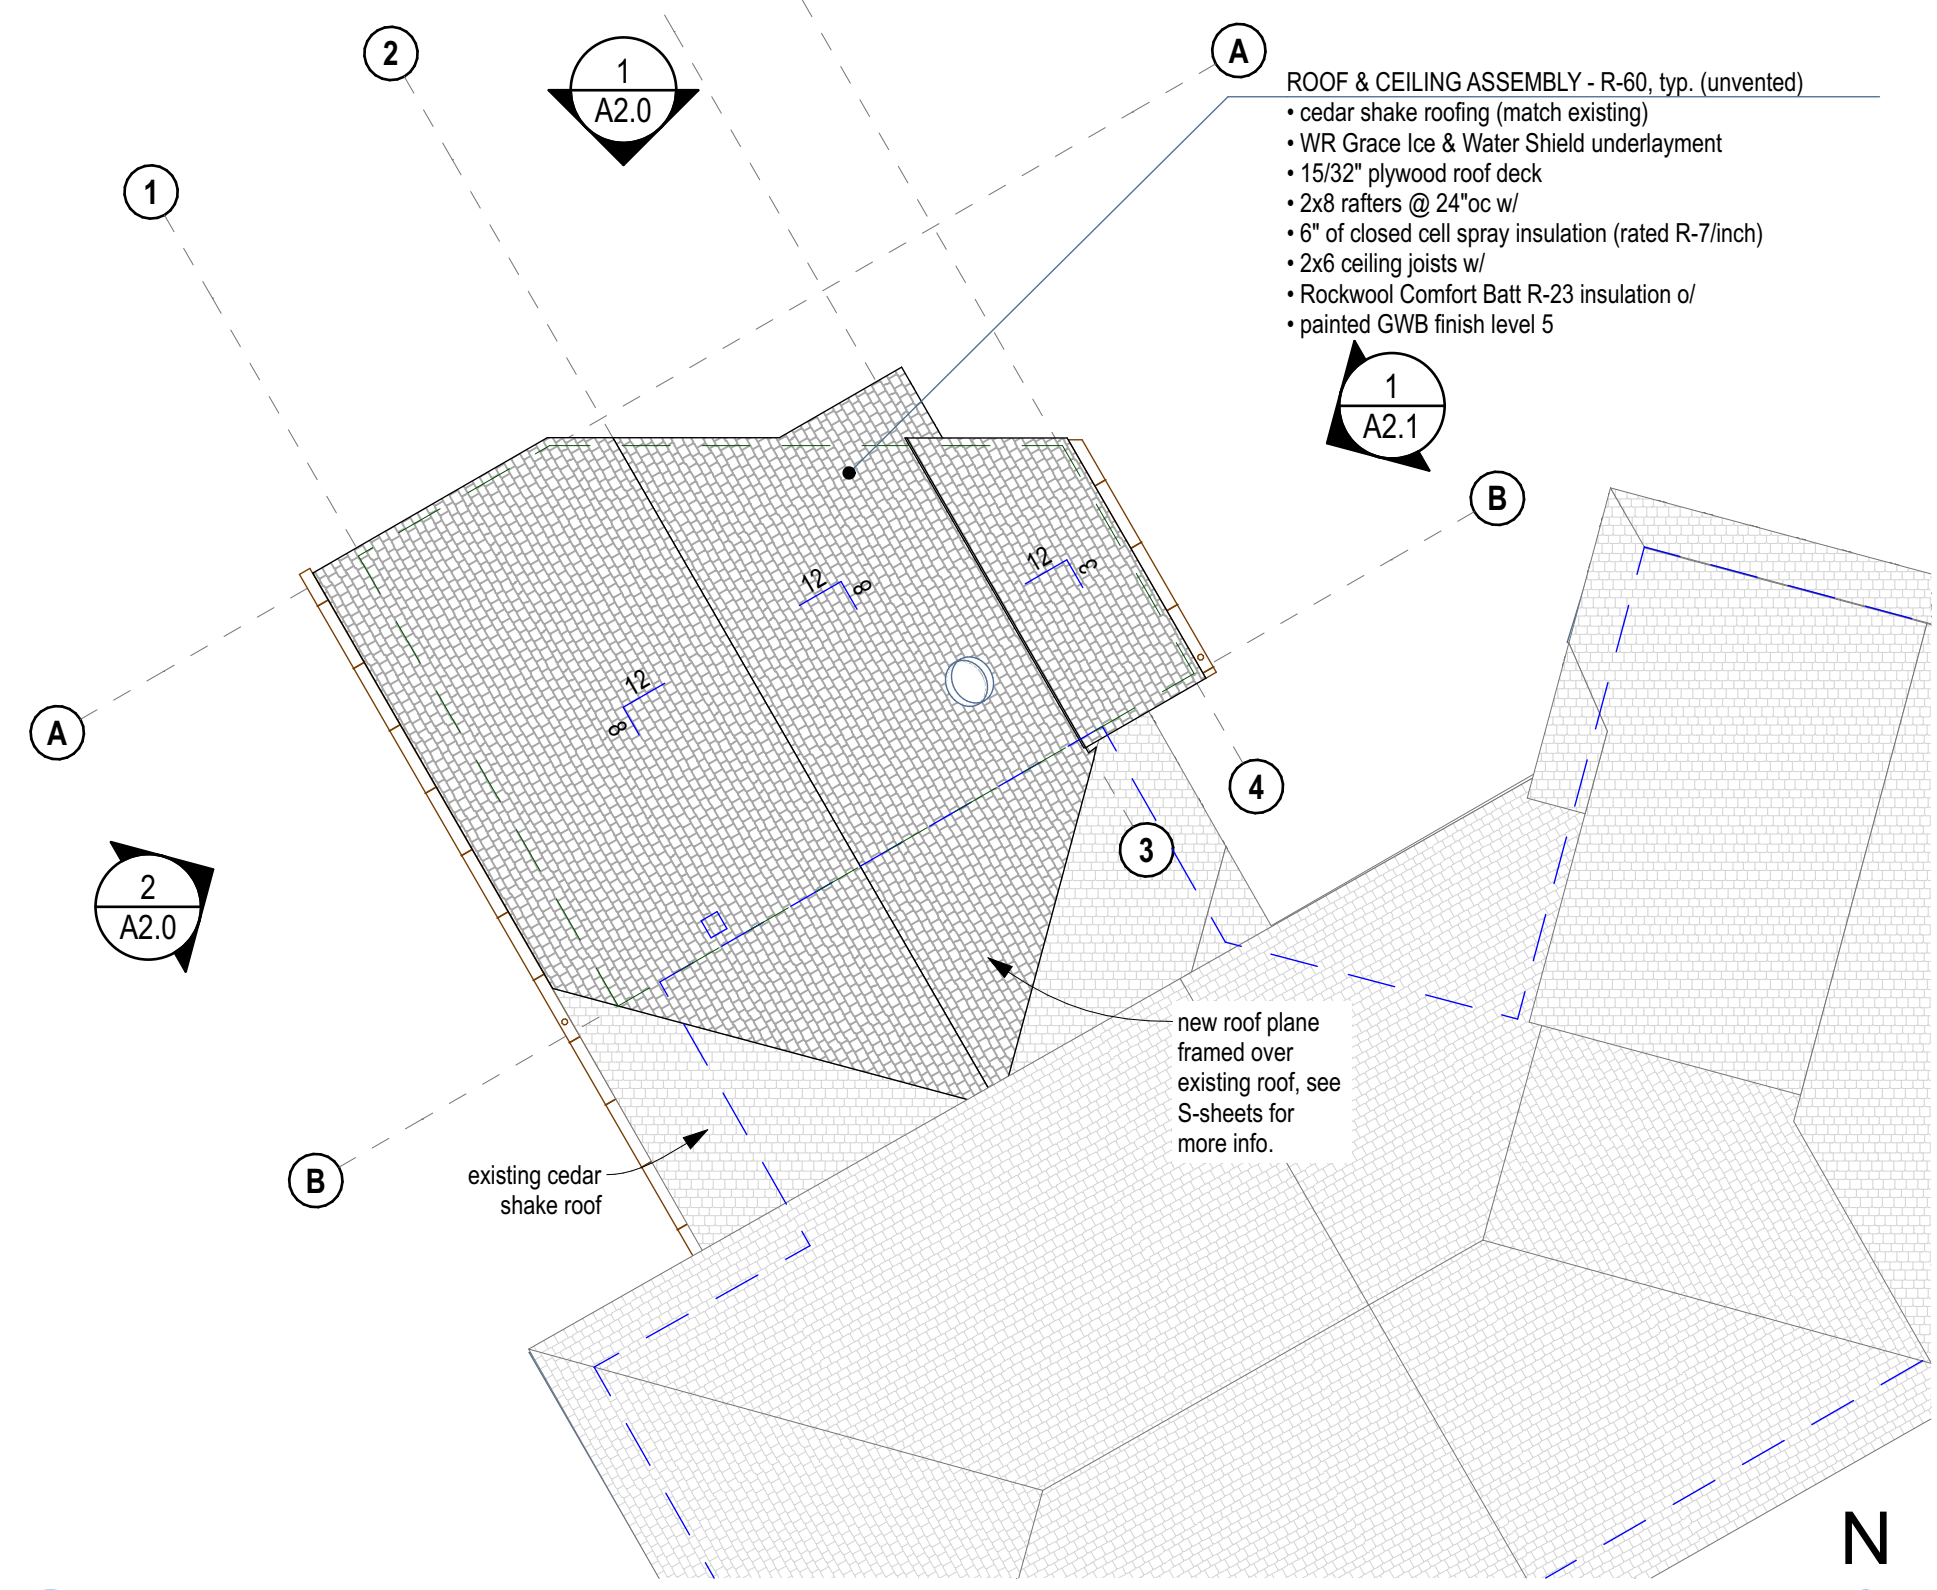 2
1
A2.0
A
ROOF & CEILING ASSEMBLY - R-60, typ. (unvented)
• cedar shake roofing (match existing)
• WR Grace Ice & Water Shield underlayment
• 15/32" plywood roof deck
• 2x8 rafters @ 24"oc w/
• 6" of closed cell spray insulation (rated R-7/inch)
• 2x6 ceiling joists w/
• Rockwool Comfort Batt R-23 insulation o/
• painted GWB finish level 5
1
1
A2.1
B
12
8
12
3
12
8
A
4
3
2
A2.0
new roof plane
framed over
existing roof, see
S-sheets for
more info.
B
existing cedar
shake roof
N